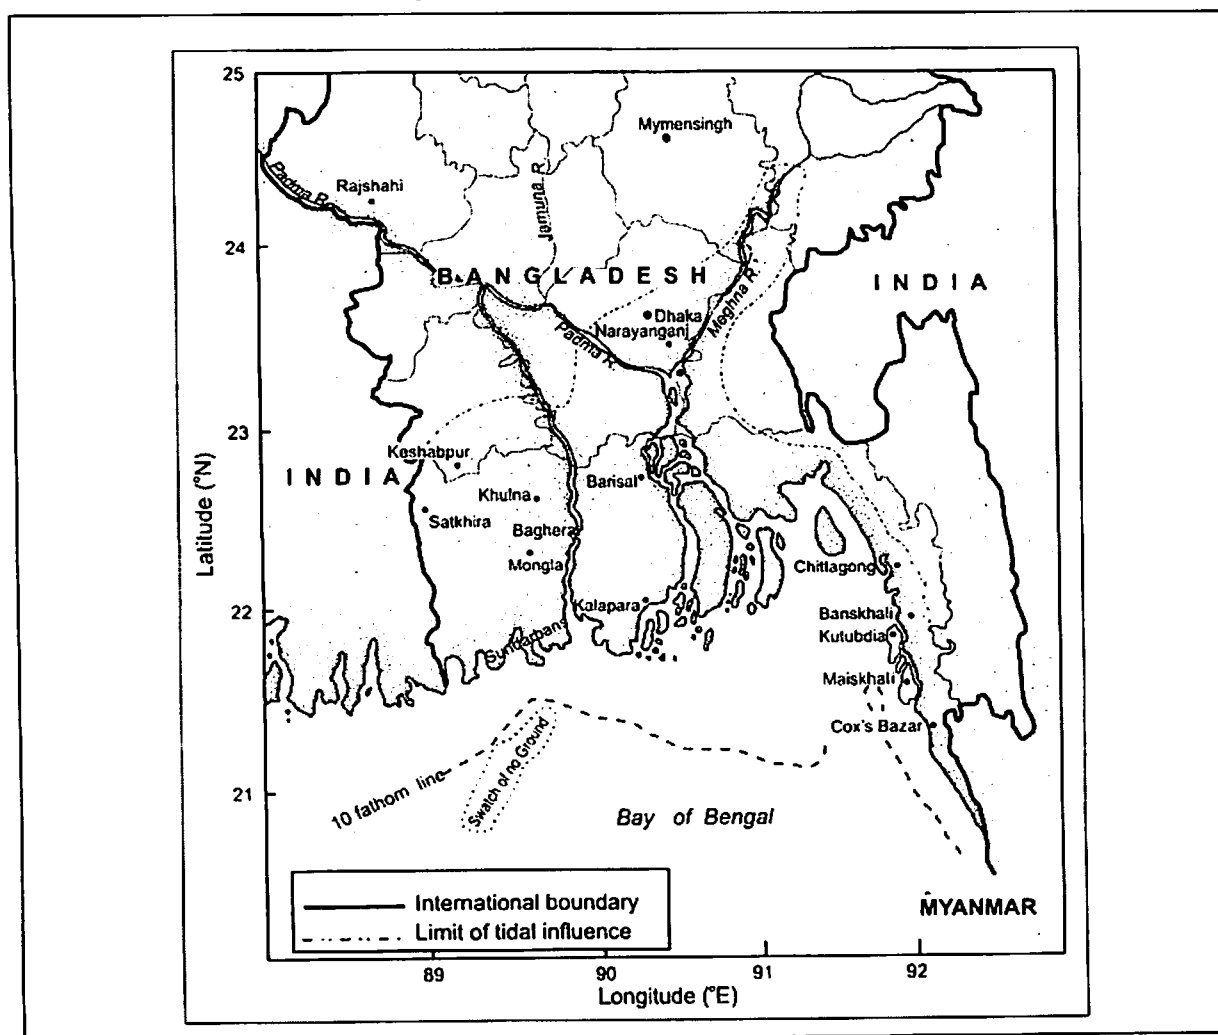 25
Mymensingh
Padma R.
Rajshahi
Jamuna R.
24
BANGLADESH
INDIA
Meghna R.
Dhaka
Narayanganj
Padma R.
23
Keshabpur
INDIA
Barisal
Khulna
Satkhira
Baghera
Mongla
Chittagong
Latitude (°N)
22
Kalapara
Banskhali
Kutubdia
Sundarbans
Maiskhali
Cox's Bazar
10 fathom line
Swatch of no Ground
21
Bay of Bengal
International boundary
Limit of tidal influence
MYANMAR
89 90 91 92
Longitude (°E)